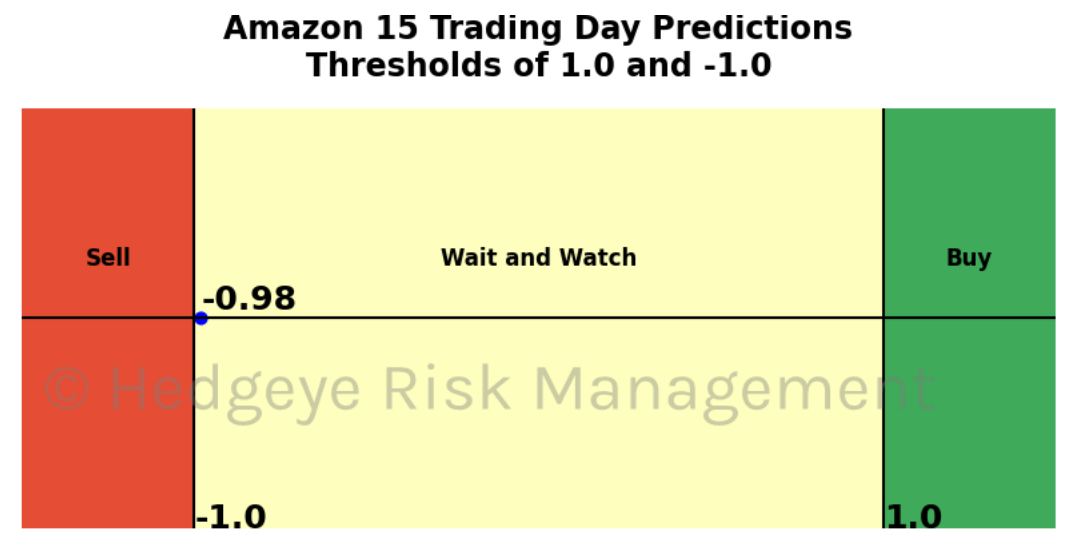 Amazon 15 Trading Day Predictions
Thresholds of 1.0 and -1.0
Sell
Wait and Watch
Buy
-0.98
© Hedgeye Risk Management
-1.0
1.0